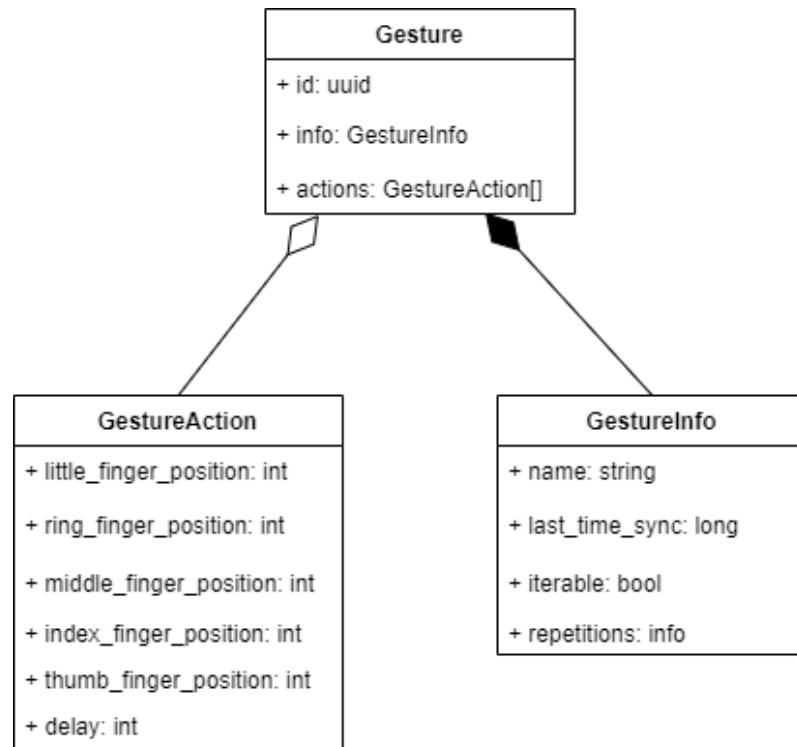 Gesture
+ id: uuid
+ info: GestureInfo
+ actions: GestureAction[]
GestureAction
+ little_finger_position: int
+ ring_finger_position: int
+ middle_finger_position: int
+ index_finger_position: int
+ thumb_finger_position: int
+ delay: int
GestureInfo
+ name: string
+ last_time_sync: long
+ iterable: bool
+ repetitions: info